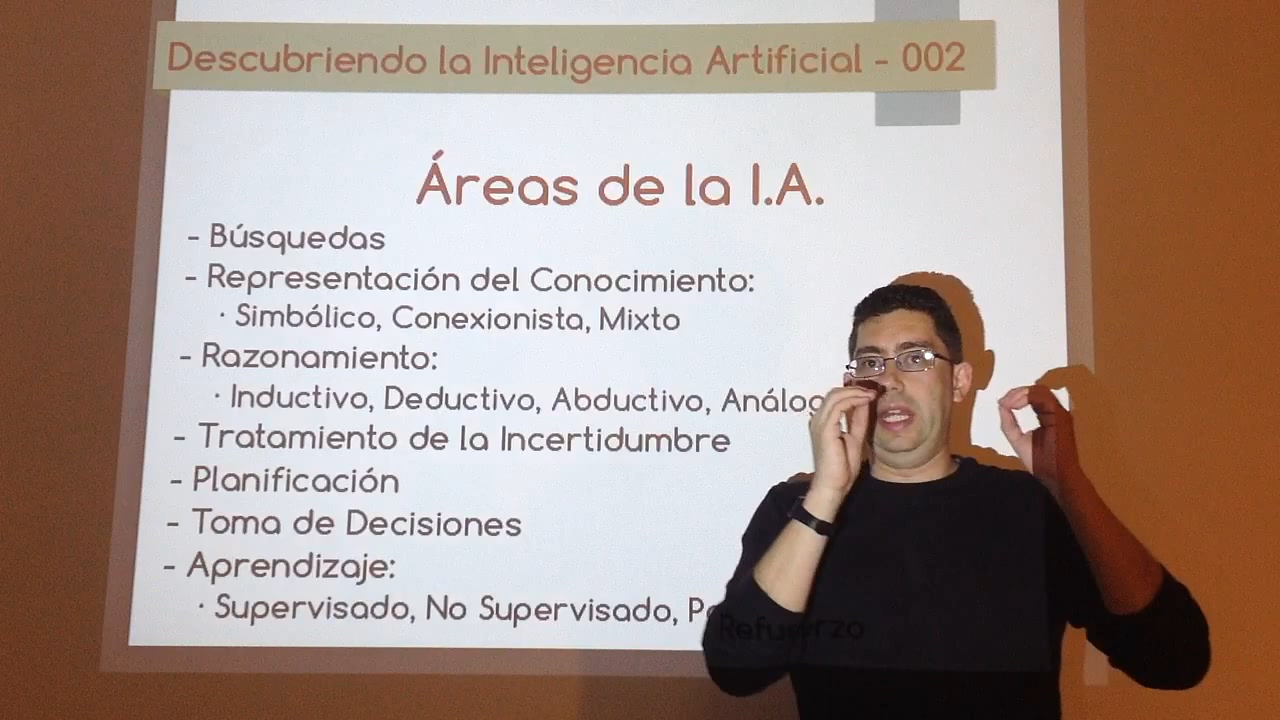 Descubriendo la Inteligencia Artificial - 002
Áreas de la I.A.
- Búsquedas
- Representación del Conocimiento:
· Simbólico, Conexionista, Mixto
- Razonamiento:
· Inductivo, Deductivo, Abductivo, Análog
- Tratamiento de la Incertidumbre
- Planificación
- Toma de Decisiones
- Aprendizaje:
· Supervisado, No Supervisado, Refuerzo